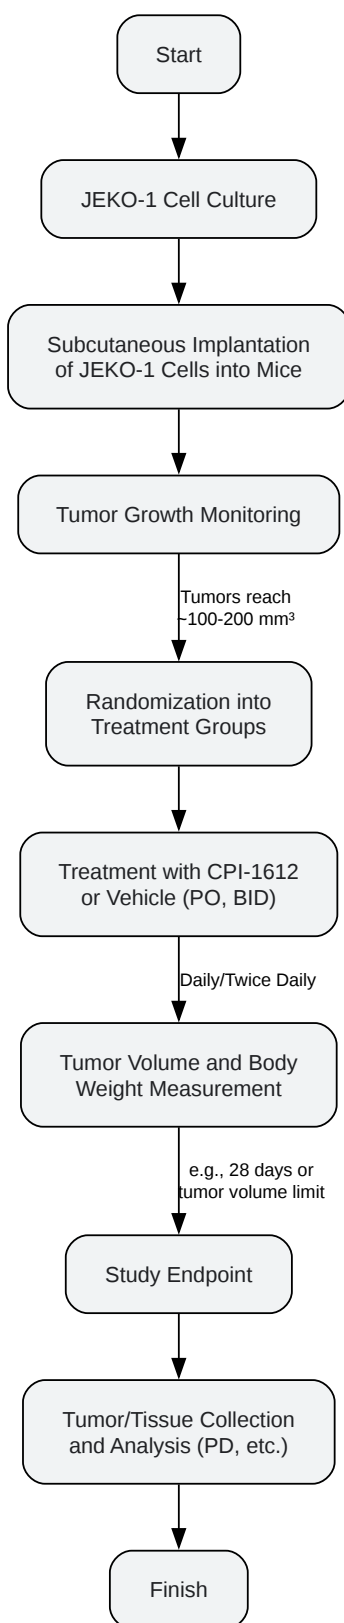 Start
JEKO-1 Cell Culture
Subcutaneous Implantation
of JEKO-1 Cells into Mice
Tumor Growth Monitoring
Tumors reach
~100-200 mm³
Randomization into
Treatment Groups
Treatment with CPI-1612
or Vehicle (PO, BID)
Daily/Twice Daily
Tumor Volume and Body
Weight Measurement
e.g., 28 days or
tumor volume limit
Study Endpoint
Tumor/Tissue Collection
and Analysis (PD, etc.)
Finish